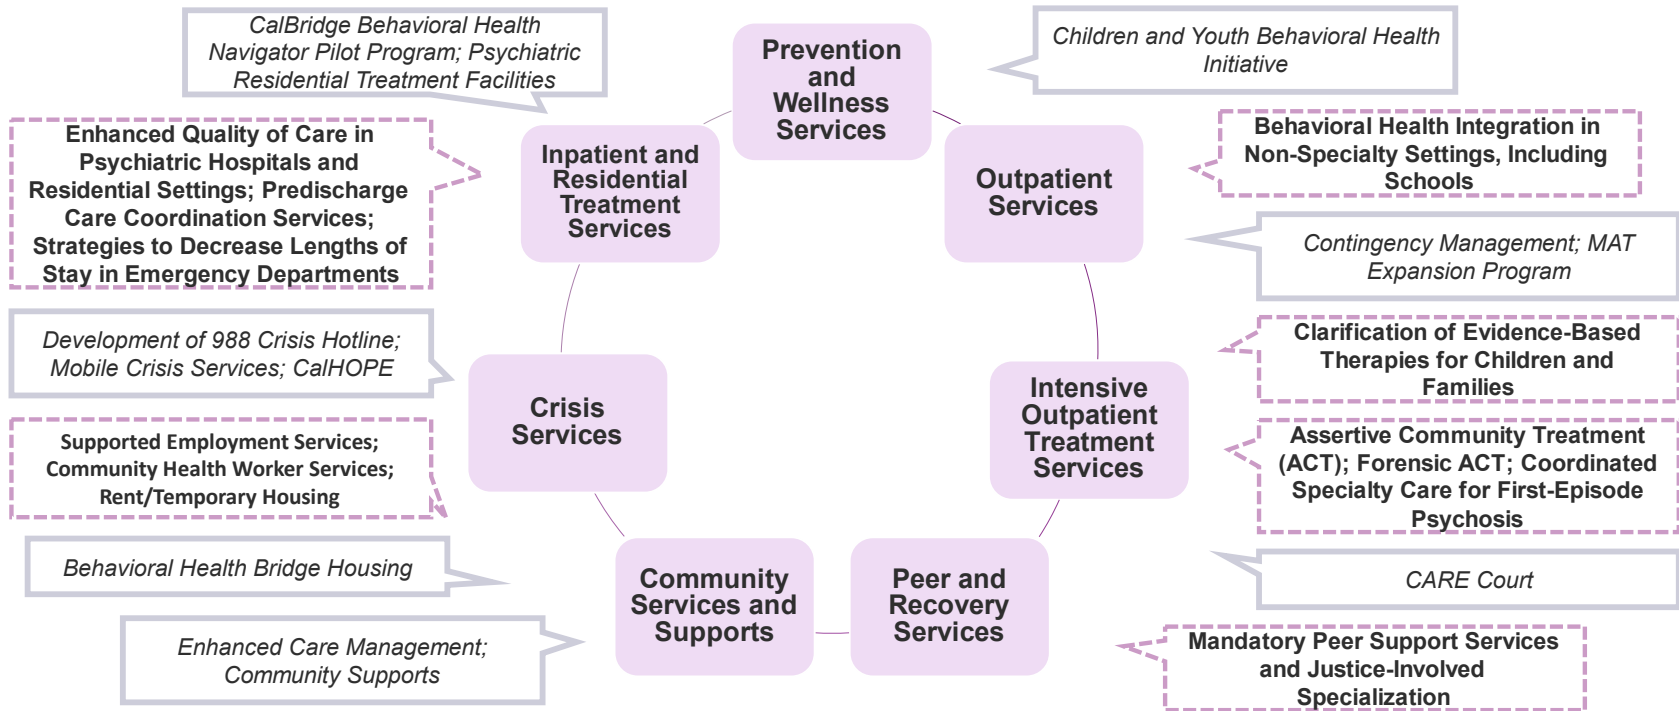 CalBridge Behavioral Health
Navigator Pilot Program; Psychiatric
Residential Treatment Facilities
Prevention
and
Wellness
Services
Children and Youth Behavioral Health
Initiative
Enhanced Quality of Care in
Psychiatric Hospitals and
Residential Settings; Predischarge
Care Coordination Services;
Strategies to Decrease Lengths of
Stay in Emergency Departments
Inpatient and
Residential
Treatment
Services
Outpatient
Services
Behavioral Health Integration in
Non-Specialty Settings, Including
Schools
Contingency Management; MAT
Expansion Program
Development of 988 Crisis Hotline;
Mobile Crisis Services; CalHOPE
Crisis
Services
Intensive
Outpatient
Treatment
Services
Clarification of Evidence-Based
Therapies for Children and
Families
Supported Employment Services;
Community Health Worker Services;
Rent/Temporary Housing
Assertive Community Treatment
(ACT); Forensic ACT; Coordinated
Specialty Care for First-Episode
Psychosis
Behavioral Health Bridge Housing
Community
Services and
Supports
Peer and
Recovery
Services
CARE Court
Enhanced Care Management;
Community Supports
Mandatory Peer Support Services
and Justice-Involved
Specialization